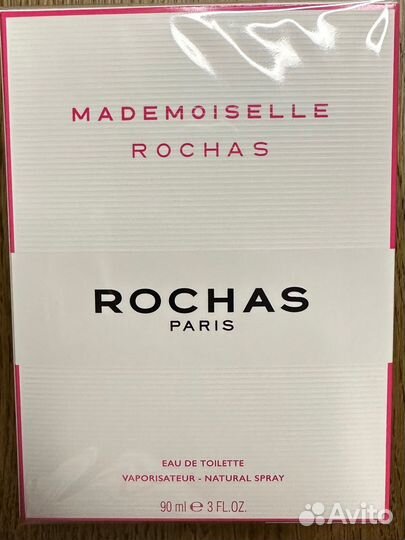 MADEMOISELLE
ROCHAS
ROCHAS
PARIS
EAU DE TOILETTE
VAPORISATEUR - NATURAL SPRAY
90 ml ℮ 3 FL.OZ.
Avito